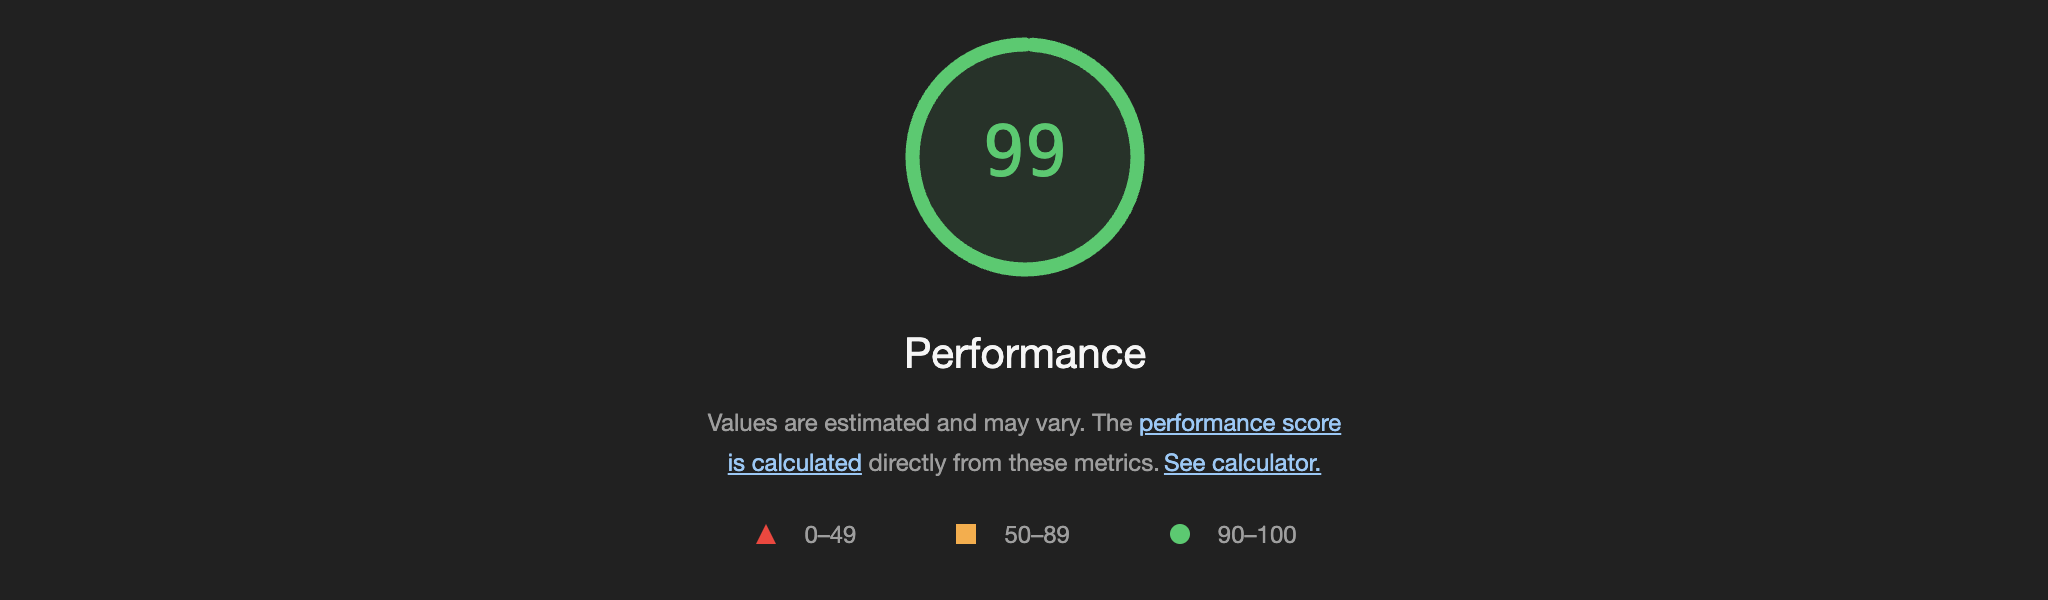 99
Performance
Values are estimated and may vary. The performance score
is calculated directly from these metrics. See calculator.
0–49 50–89 90–100